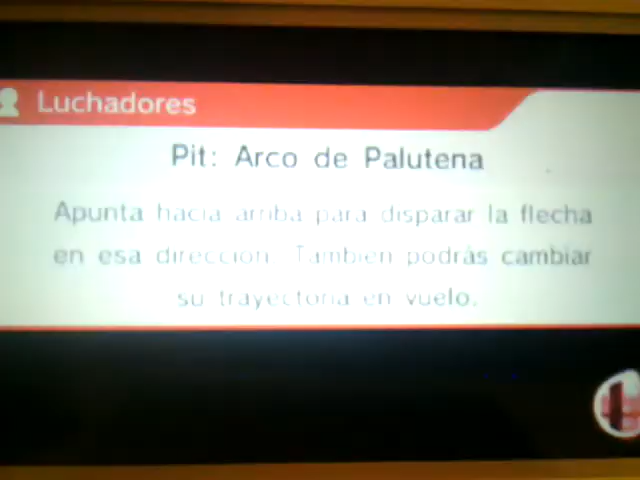 Luchadores
Pit: Arco de Palutena
Apunta hacia arriba para disparar la flecha
en esa dirección. También podrás cambiar
su trayectoria en vuelo.